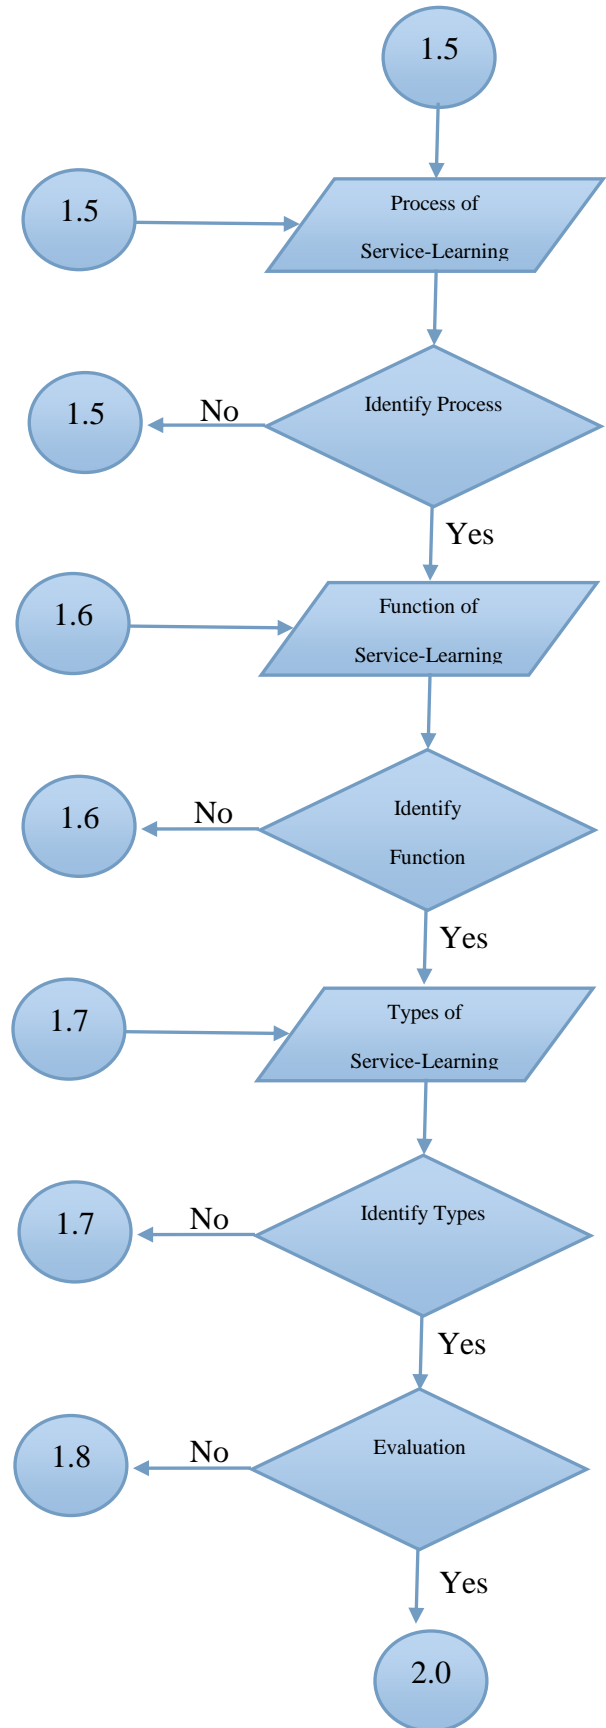 1.5
1.5
Process of
Service-Learning
Identify Process
No
1.5
Yes
1.6
Function of
Service-Learning
Identify
Function
No
1.6
Yes
1.7
Types of
Service-Learning
Identify Types
No
1.7
Yes
Evaluation
No
1.8
Yes
2.0